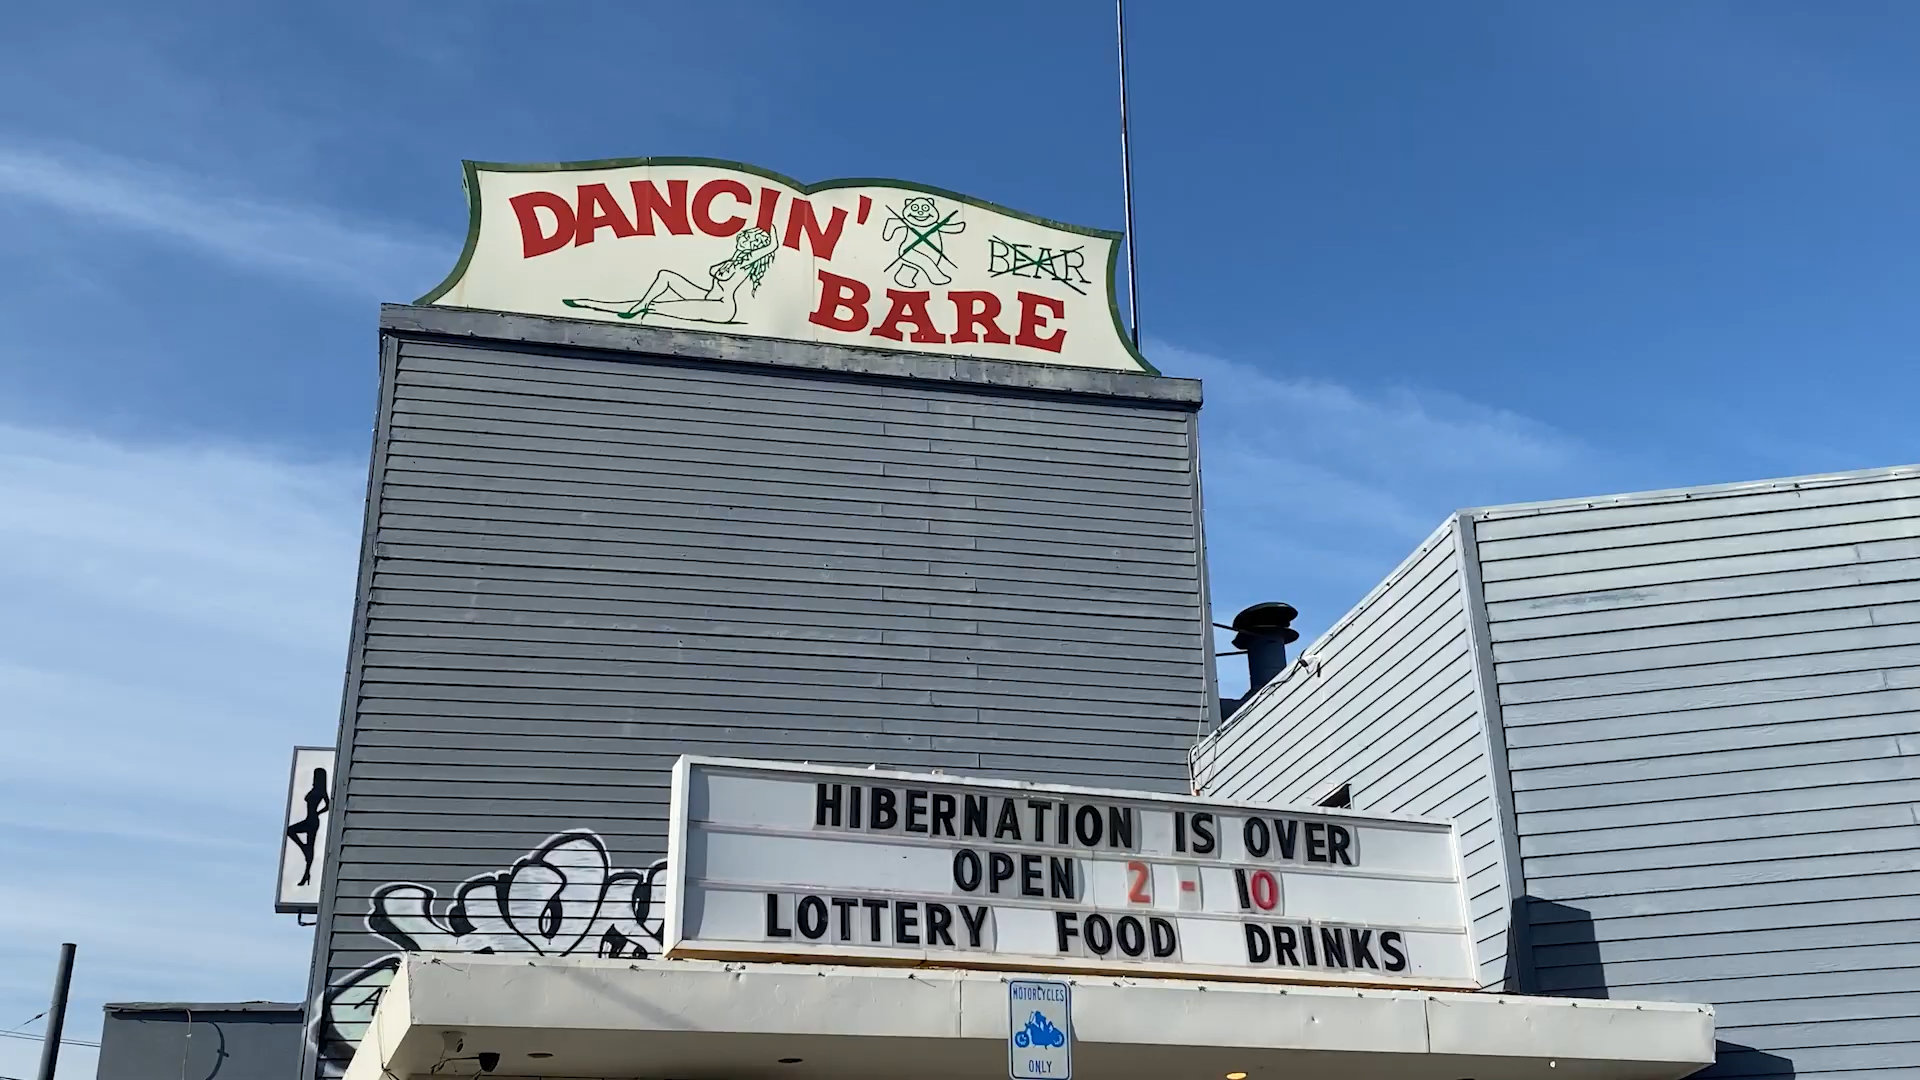 DANCIN'
BEAR
BARE
HIBERNATION IS OVER
OPEN 2-10
LOTTERY FOOD DRINKS
MOTORCYCLES
ONLY